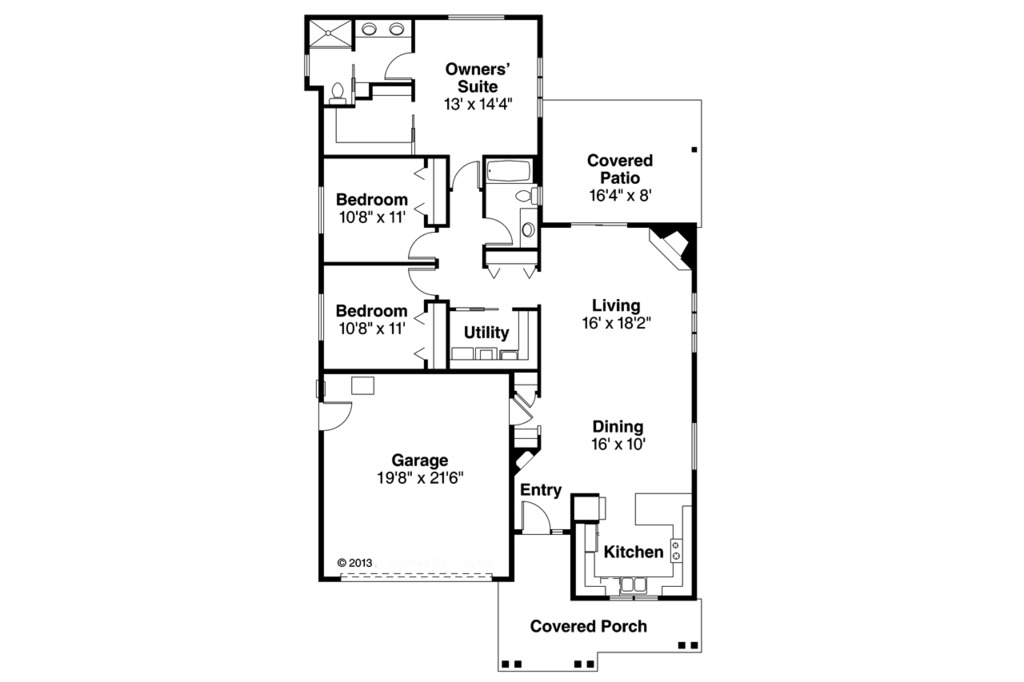 Owners'
Suite
13' x 14'4"
Covered
Patio
16'4" x 8'
Bedroom
10'8" x 11'
Living
16' x 18'2"
Bedroom
10'8" x 11'
Utility
Dining
16' x 10'
Garage
19'8" x 21'6"
Entry
Kitchen
© 2013
Covered Porch